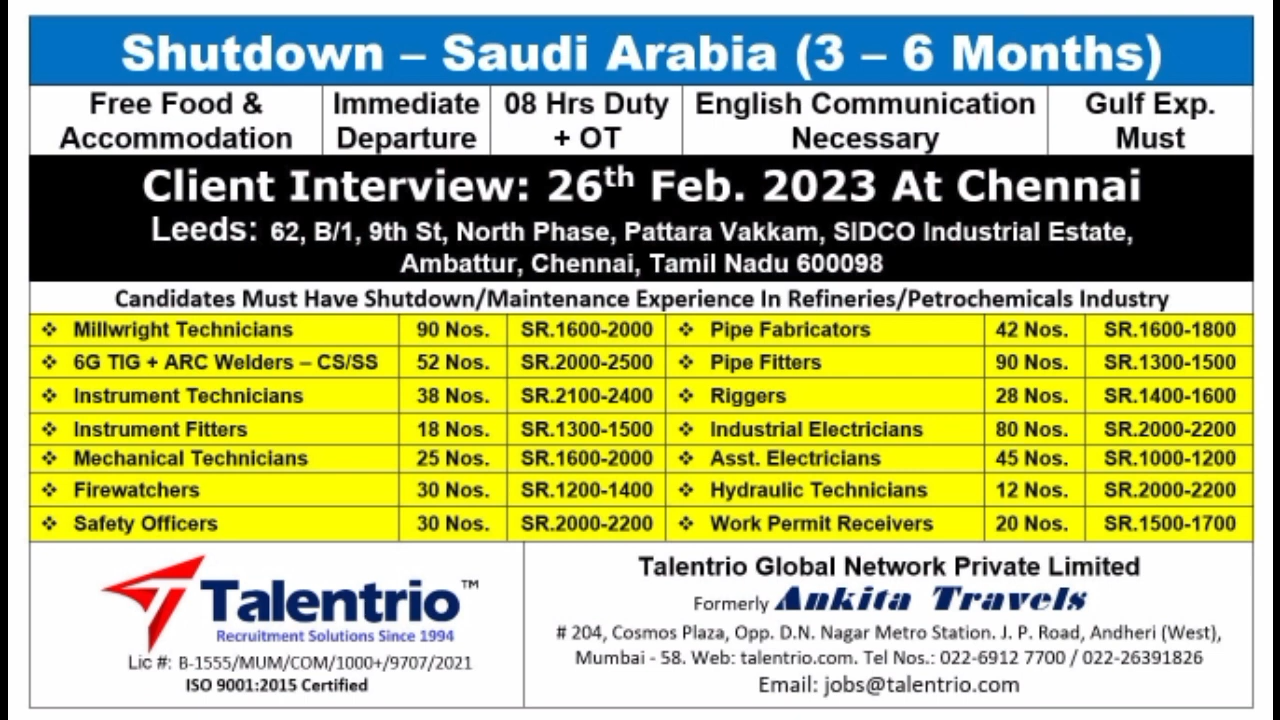 Shutdown – Saudi Arabia (3 – 6 Months)
Free Food & Accommodation
Immediate Departure
08 Hrs Duty + OT
English Communication Necessary
Gulf Exp. Must
Client Interview: 26th Feb. 2023 At Chennai
Leeds: 62, B/1, 9th St, North Phase, Pattara Vakkam, SIDCO Industrial Estate,
Ambattur, Chennai, Tamil Nadu 600098
Candidates Must Have Shutdown/Maintenance Experience In Refineries/Petrochemicals Industry
❖ Millwright Technicians 90 Nos. SR.1600-2000 ❖ Pipe Fabricators 42 Nos. SR.1600-1800
❖ 6G TIG + ARC Welders – CS/SS 52 Nos. SR.2000-2500 ❖ Pipe Fitters 90 Nos. SR.1300-1500
❖ Instrument Technicians 38 Nos. SR.2100-2400 ❖ Riggers 28 Nos. SR.1400-1600
❖ Instrument Fitters 18 Nos. SR.1300-1500 ❖ Industrial Electricians 80 Nos. SR.2000-2200
❖ Mechanical Technicians 25 Nos. SR.1600-2000 ❖ Asst. Electricians 45 Nos. SR.1000-1200
❖ Firewatchers 30 Nos. SR.1200-1400 ❖ Hydraulic Technicians 12 Nos. SR.2000-2200
❖ Safety Officers 30 Nos. SR.2000-2200 ❖ Work Permit Receivers 20 Nos. SR.1500-1700
Talentrio™
Recruitment Solutions Since 1994
Lic #: B-1555/MUM/COM/1000+/9707/2021
ISO 9001:2015 Certified
Talentrio Global Network Private Limited
Formerly Ankita Travels
# 204, Cosmos Plaza, Opp. D.N. Nagar Metro Station. J. P. Road, Andheri (West),
Mumbai - 58. Web: talentrio.com. Tel Nos.: 022-6912 7700 / 022-26391826
Email: jobs@talentrio.com